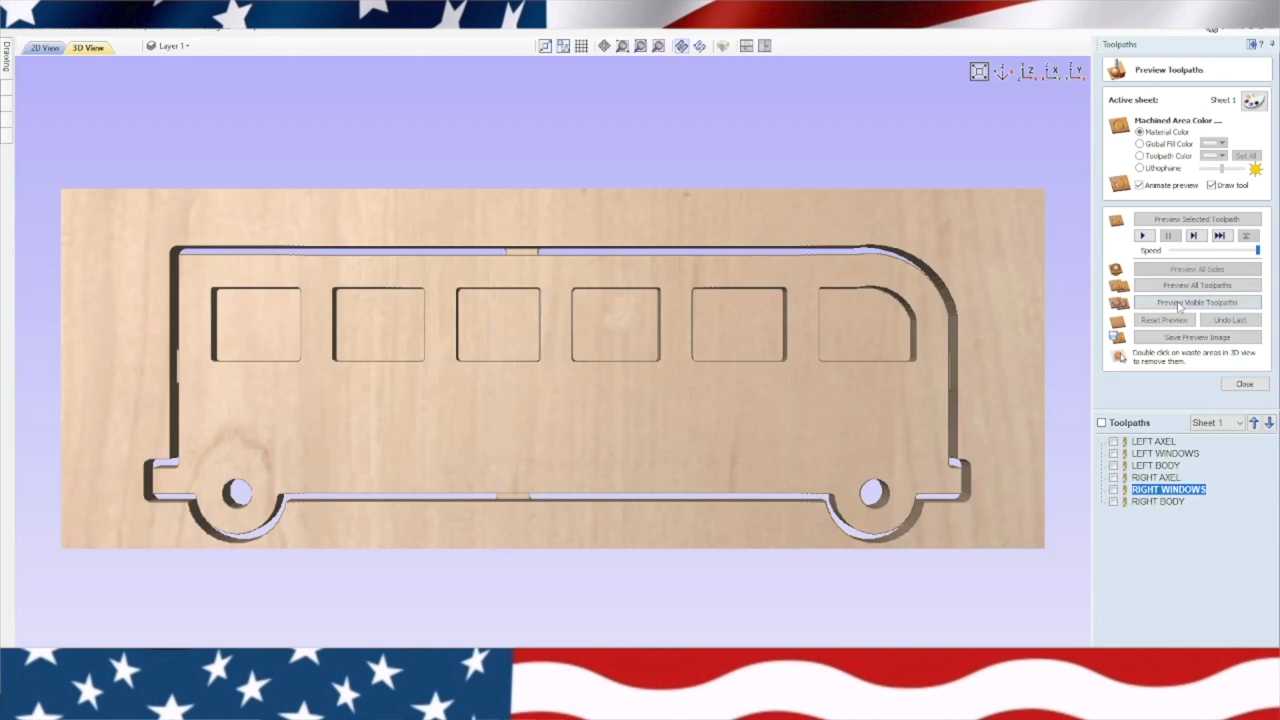 Drawing
2D View
3D View
Layer 1
Z
X
Y
Toolpaths
?
Preview Toolpaths
Active sheet:
Sheet 1
Machined Area Color ....
Material Color
Global Fill Color
Toolpath Color
Set All
Lithophane
Animate preview
Draw tool
Preview Selected Toolpath
Speed
Preview All Sides
Preview All Toolpaths
Preview Visible Toolpaths
Reset Preview
Undo Last
Save Preview Image
Double click on waste areas in 3D view
to remove them.
Close
Toolpaths
Sheet 1
LEFT AXEL
LEFT WINDOWS
LEFT BODY
RIGHT AXEL
RIGHT WINDOWS
RIGHT BODY